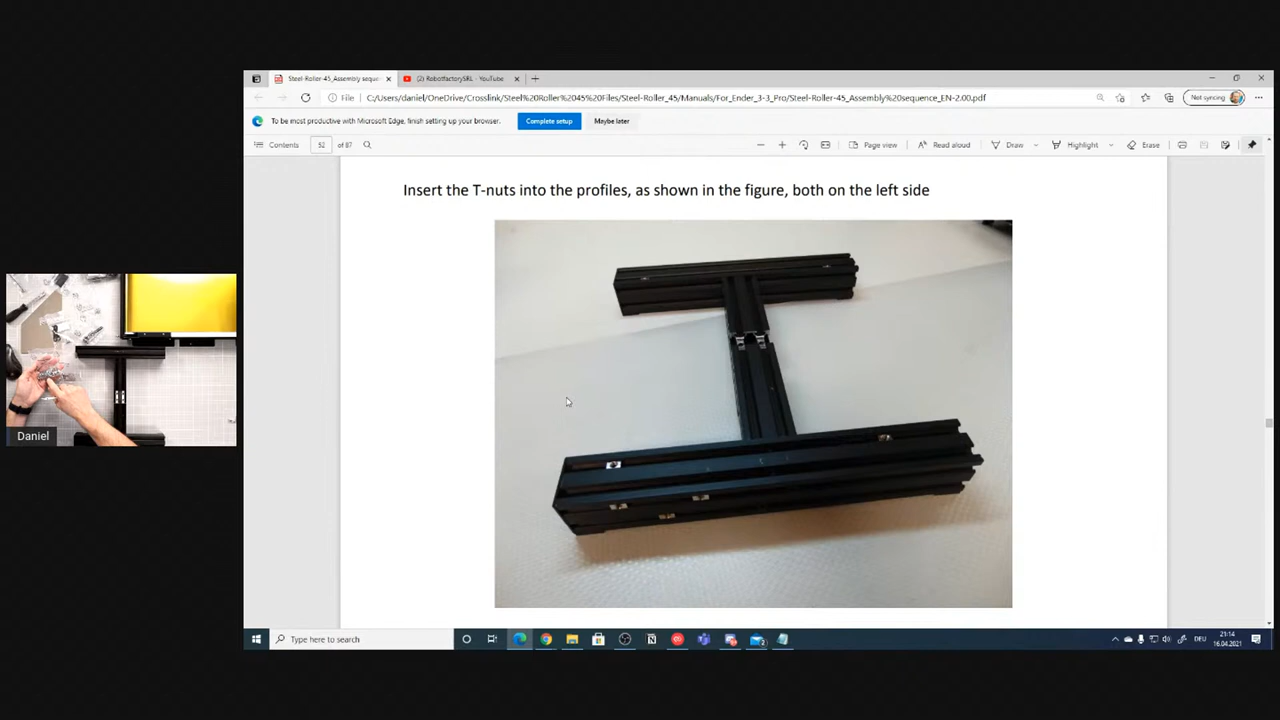 Steel-Roller-45_Assembly seque
(2) RobotfactorySRL - YouTube
File
C:/Users/daniel/OneDrive/Crosslink/Steel%20Roller%2045%20Files/Steel-Roller_45/Manuals/For_Ender_3-3_Pro/Steel-Roller-45_Assembly%20sequence_EN-2.00.pdf
Not syncing
To be most productive with Microsoft Edge, finish setting up your browser.
Complete setup
Maybe later
Contents
52
of 87
Page view
Read aloud
Draw
Highlight
Erase
Insert the T-nuts into the profiles, as shown in the figure, both on the left side
Daniel
Type here to search
DEU
21:14
16.04.2021